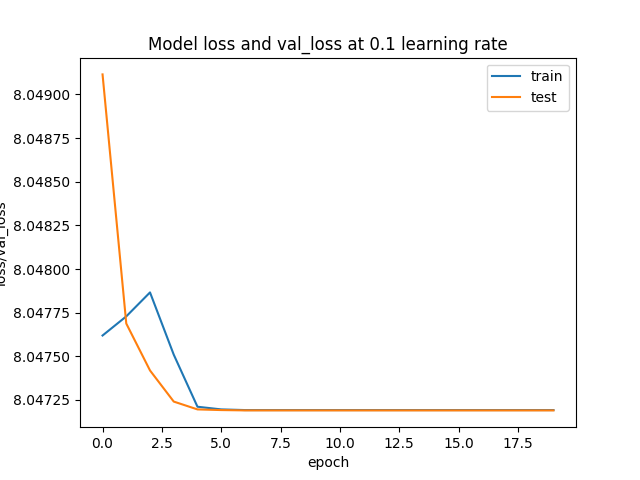 Model loss and val_loss at 0.1 learning rate
train
test
8.04900
8.04875
8.04850
8.04825
8.04800
8.04775
8.04750
8.04725
loss/val_loss
0.0 2.5 5.0 7.5 10.0 12.5 15.0 17.5
epoch